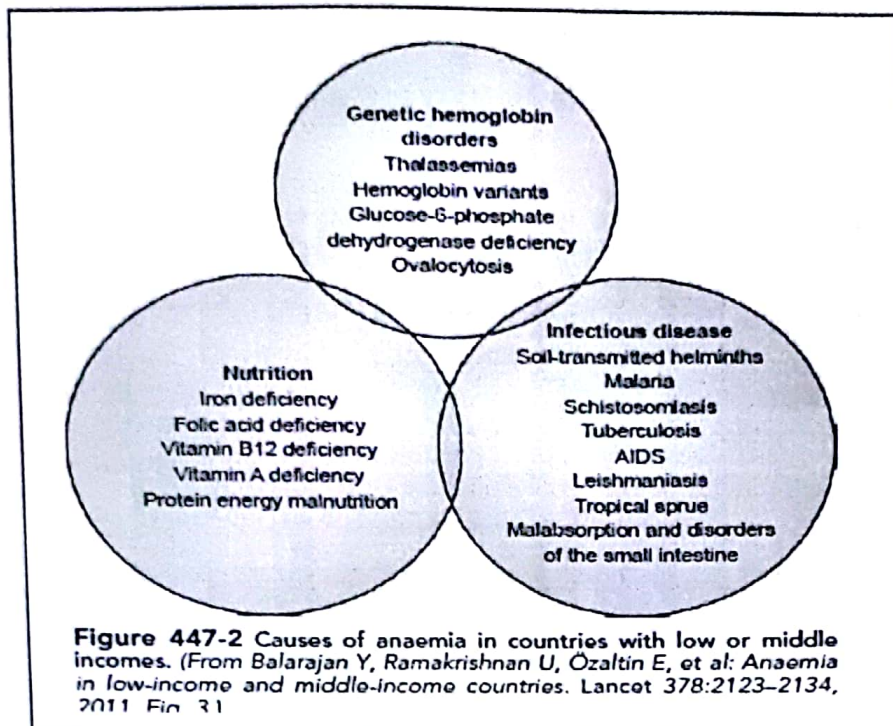 Genetic hemoglobin
disorders
Thalassemias
Hemoglobin variants
Glucose-6-phosphate
dehydrogenase deficiency
Ovalocytosis
Nutrition
Iron deficiency
Folic acid deficiency
Vitamin B12 deficiency
Vitamin A deficiency
Protein energy malnutrition
Infectious disease
Soil-transmitted helminths
Malaria
Schistosomiasis
Tuberculosis
AIDS
Leishmaniasis
Tropical sprue
Malabsorption and disorders
of the small intestine
Figure 447-2 Causes of anaemia in countries with low or middle
incomes. (From Balarajan Y, Ramakrishnan U, Özaltin E, et al: Anaemia
in low-income and middle-income countries. Lancet 378:2123–2134,
2011, Fig. 3.)